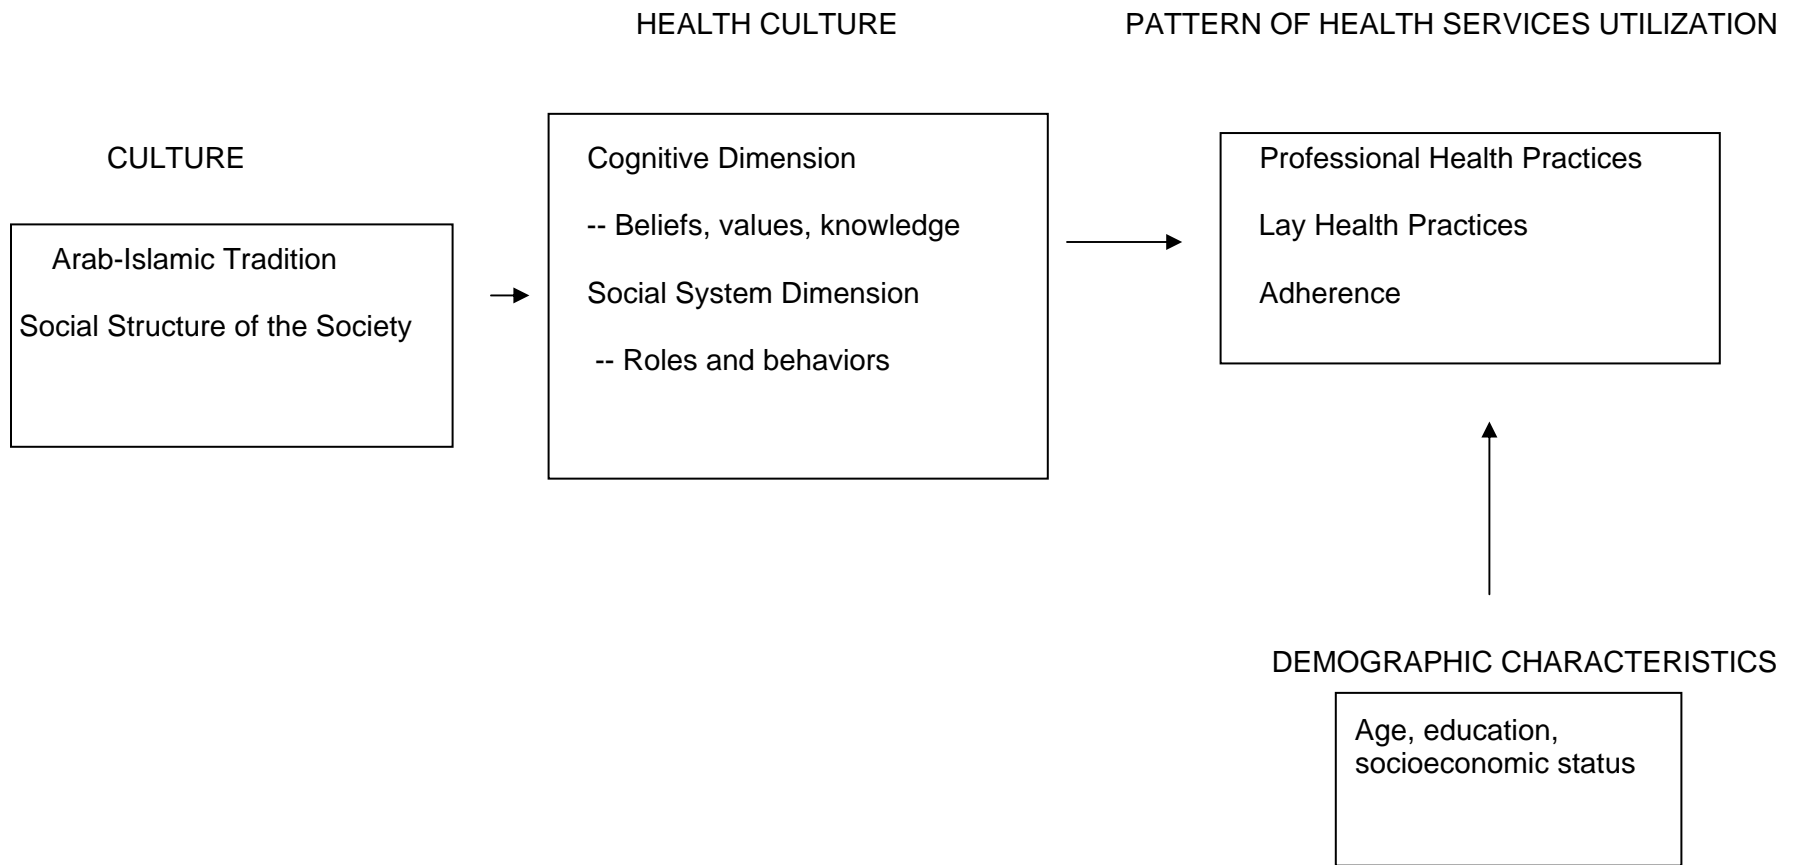 HEALTH CULTURE
PATTERN OF HEALTH SERVICES UTILIZATION
CULTURE
Arab-Islamic Tradition
Social Structure of the Society
Cognitive Dimension
-- Beliefs, values, knowledge
Social System Dimension
-- Roles and behaviors
Professional Health Practices
Lay Health Practices
Adherence
DEMOGRAPHIC CHARACTERISTICS
Age, education,
socioeconomic status